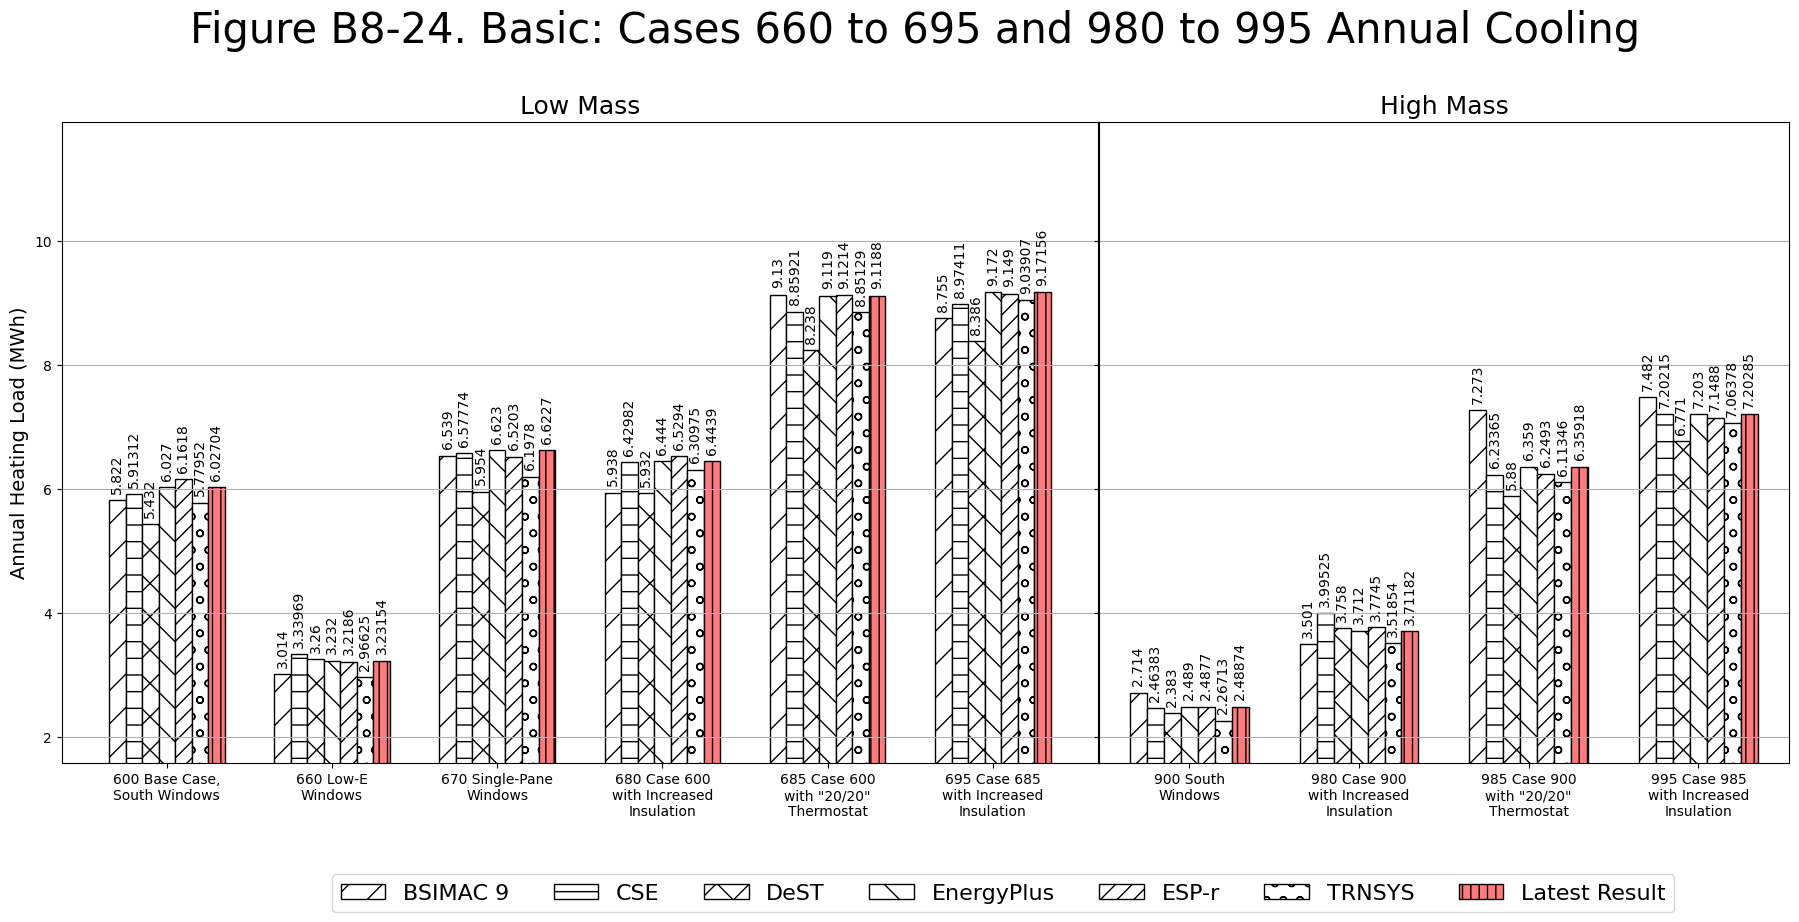 Figure B8-24. Basic: Cases 660 to 695 and 980 to 995 Annual Cooling
Low Mass
High Mass
Annual Heating Load (MWh)
10
8
6
4
2
5.822
5.91312
5.432
6.027
6.1618
5.77952
6.02704
3.014
3.33969
3.26
3.232
3.2186
2.96625
3.23154
6.539
6.57774
5.954
6.623
6.5203
6.1978
6.6227
5.938
6.42982
5.932
6.444
6.5294
6.30975
6.4439
9.13
8.85921
8.238
9.119
9.1214
8.85129
9.1188
8.755
8.97411
8.386
9.172
9.149
9.03907
9.17156
2.714
2.46383
2.383
2.489
2.4877
2.26713
2.48874
3.501
3.99525
3.758
3.712
3.7745
3.51854
3.71182
7.273
6.23365
5.88
6.359
6.2493
6.11346
6.35918
7.482
7.20215
6.771
7.203
7.1488
7.06378
7.20285
600 Base Case,
South Windows
660 Low-E
Windows
670 Single-Pane
Windows
680 Case 600
with Increased
Insulation
685 Case 600
with "20/20"
Thermostat
695 Case 685
with Increased
Insulation
900 South
Windows
980 Case 900
with Increased
Insulation
985 Case 900
with "20/20"
Thermostat
995 Case 985
with Increased
Insulation
BSIMAC 9
CSE
DeST
EnergyPlus
ESP-r
TRNSYS
Latest Result